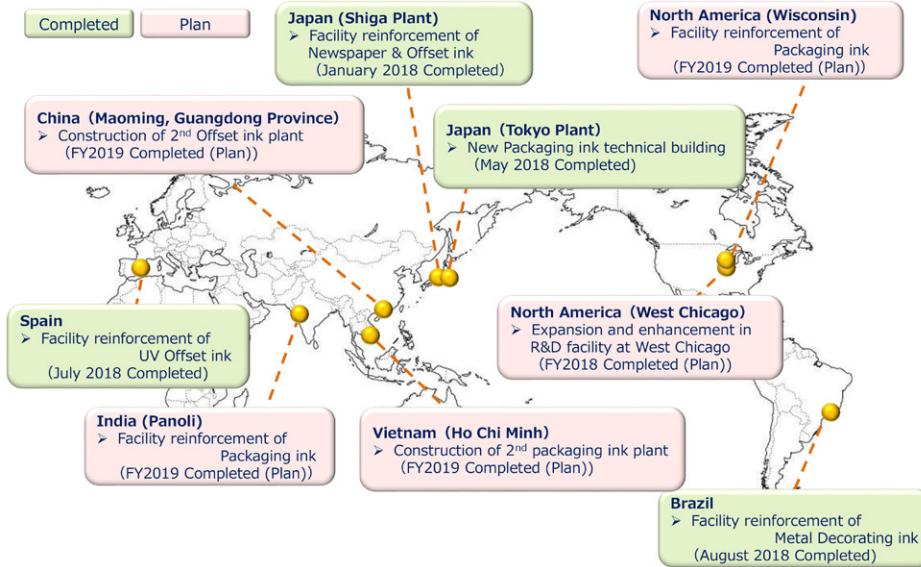 Completed
Plan
Japan (Shiga Plant)
➢ Facility reinforcement of
Newspaper & Offset ink
(January 2018 Completed)
North America (Wisconsin)
➢ Facility reinforcement of
Packaging ink
(FY2019 Completed (Plan))
China (Maoming, Guangdong Province)
➢ Construction of 2nd Offset ink plant
(FY2019 Completed (Plan))
Japan (Tokyo Plant)
➢ New Packaging ink technical building
(May 2018 Completed)
Spain
➢ Facility reinforcement of
UV Offset ink
(July 2018 Completed)
North America (West Chicago)
➢ Expansion and enhancement in
R&D facility at West Chicago
(FY2018 Completed (Plan))
India (Panoli)
➢ Facility reinforcement of
Packaging ink
(FY2019 Completed (Plan))
Vietnam (Ho Chi Minh)
➢ Construction of 2nd packaging ink plant
(FY2019 Completed (Plan))
Brazil
➢ Facility reinforcement of
Metal Decorating ink
(August 2018 Completed)